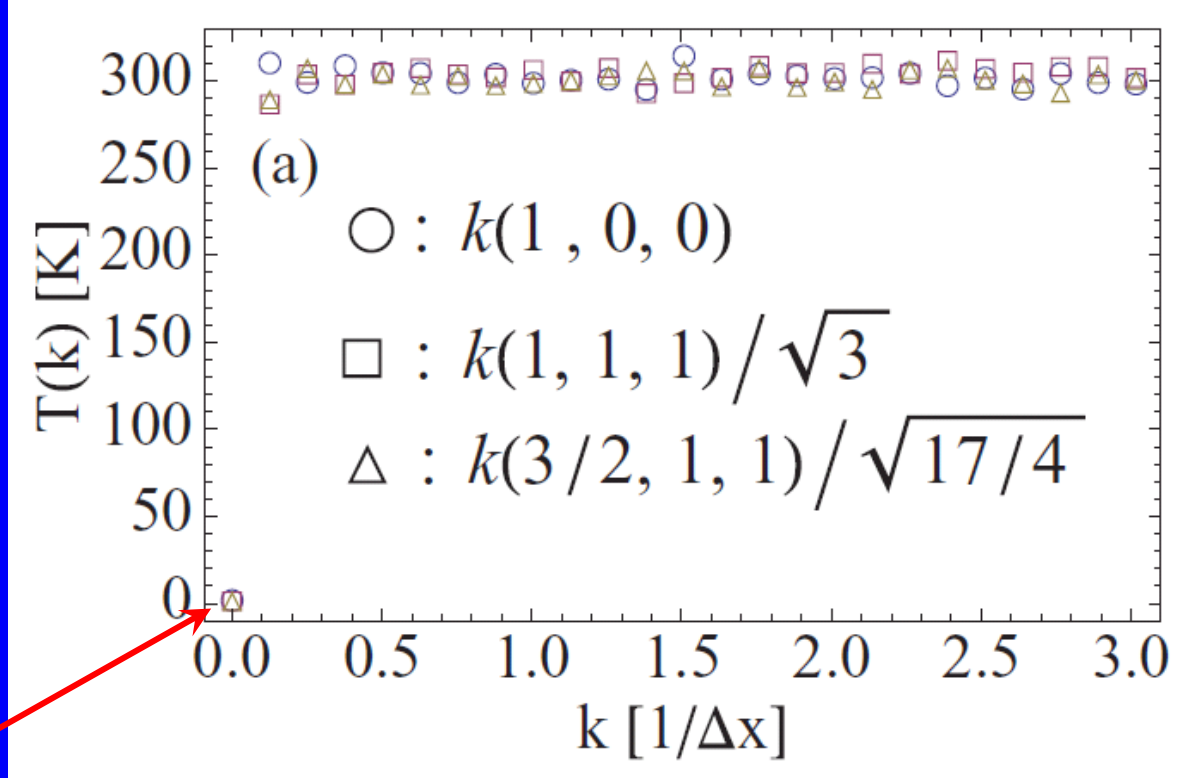 300
250
200
150
100
50
0
T(k) [K]
(a)
○ : k(1 , 0, 0)
□ : k(1, 1, 1)/√3
△ : k(3/2, 1, 1)/√17/4
0.0 0.5 1.0 1.5 2.0 2.5 3.0
k [1/Δx]